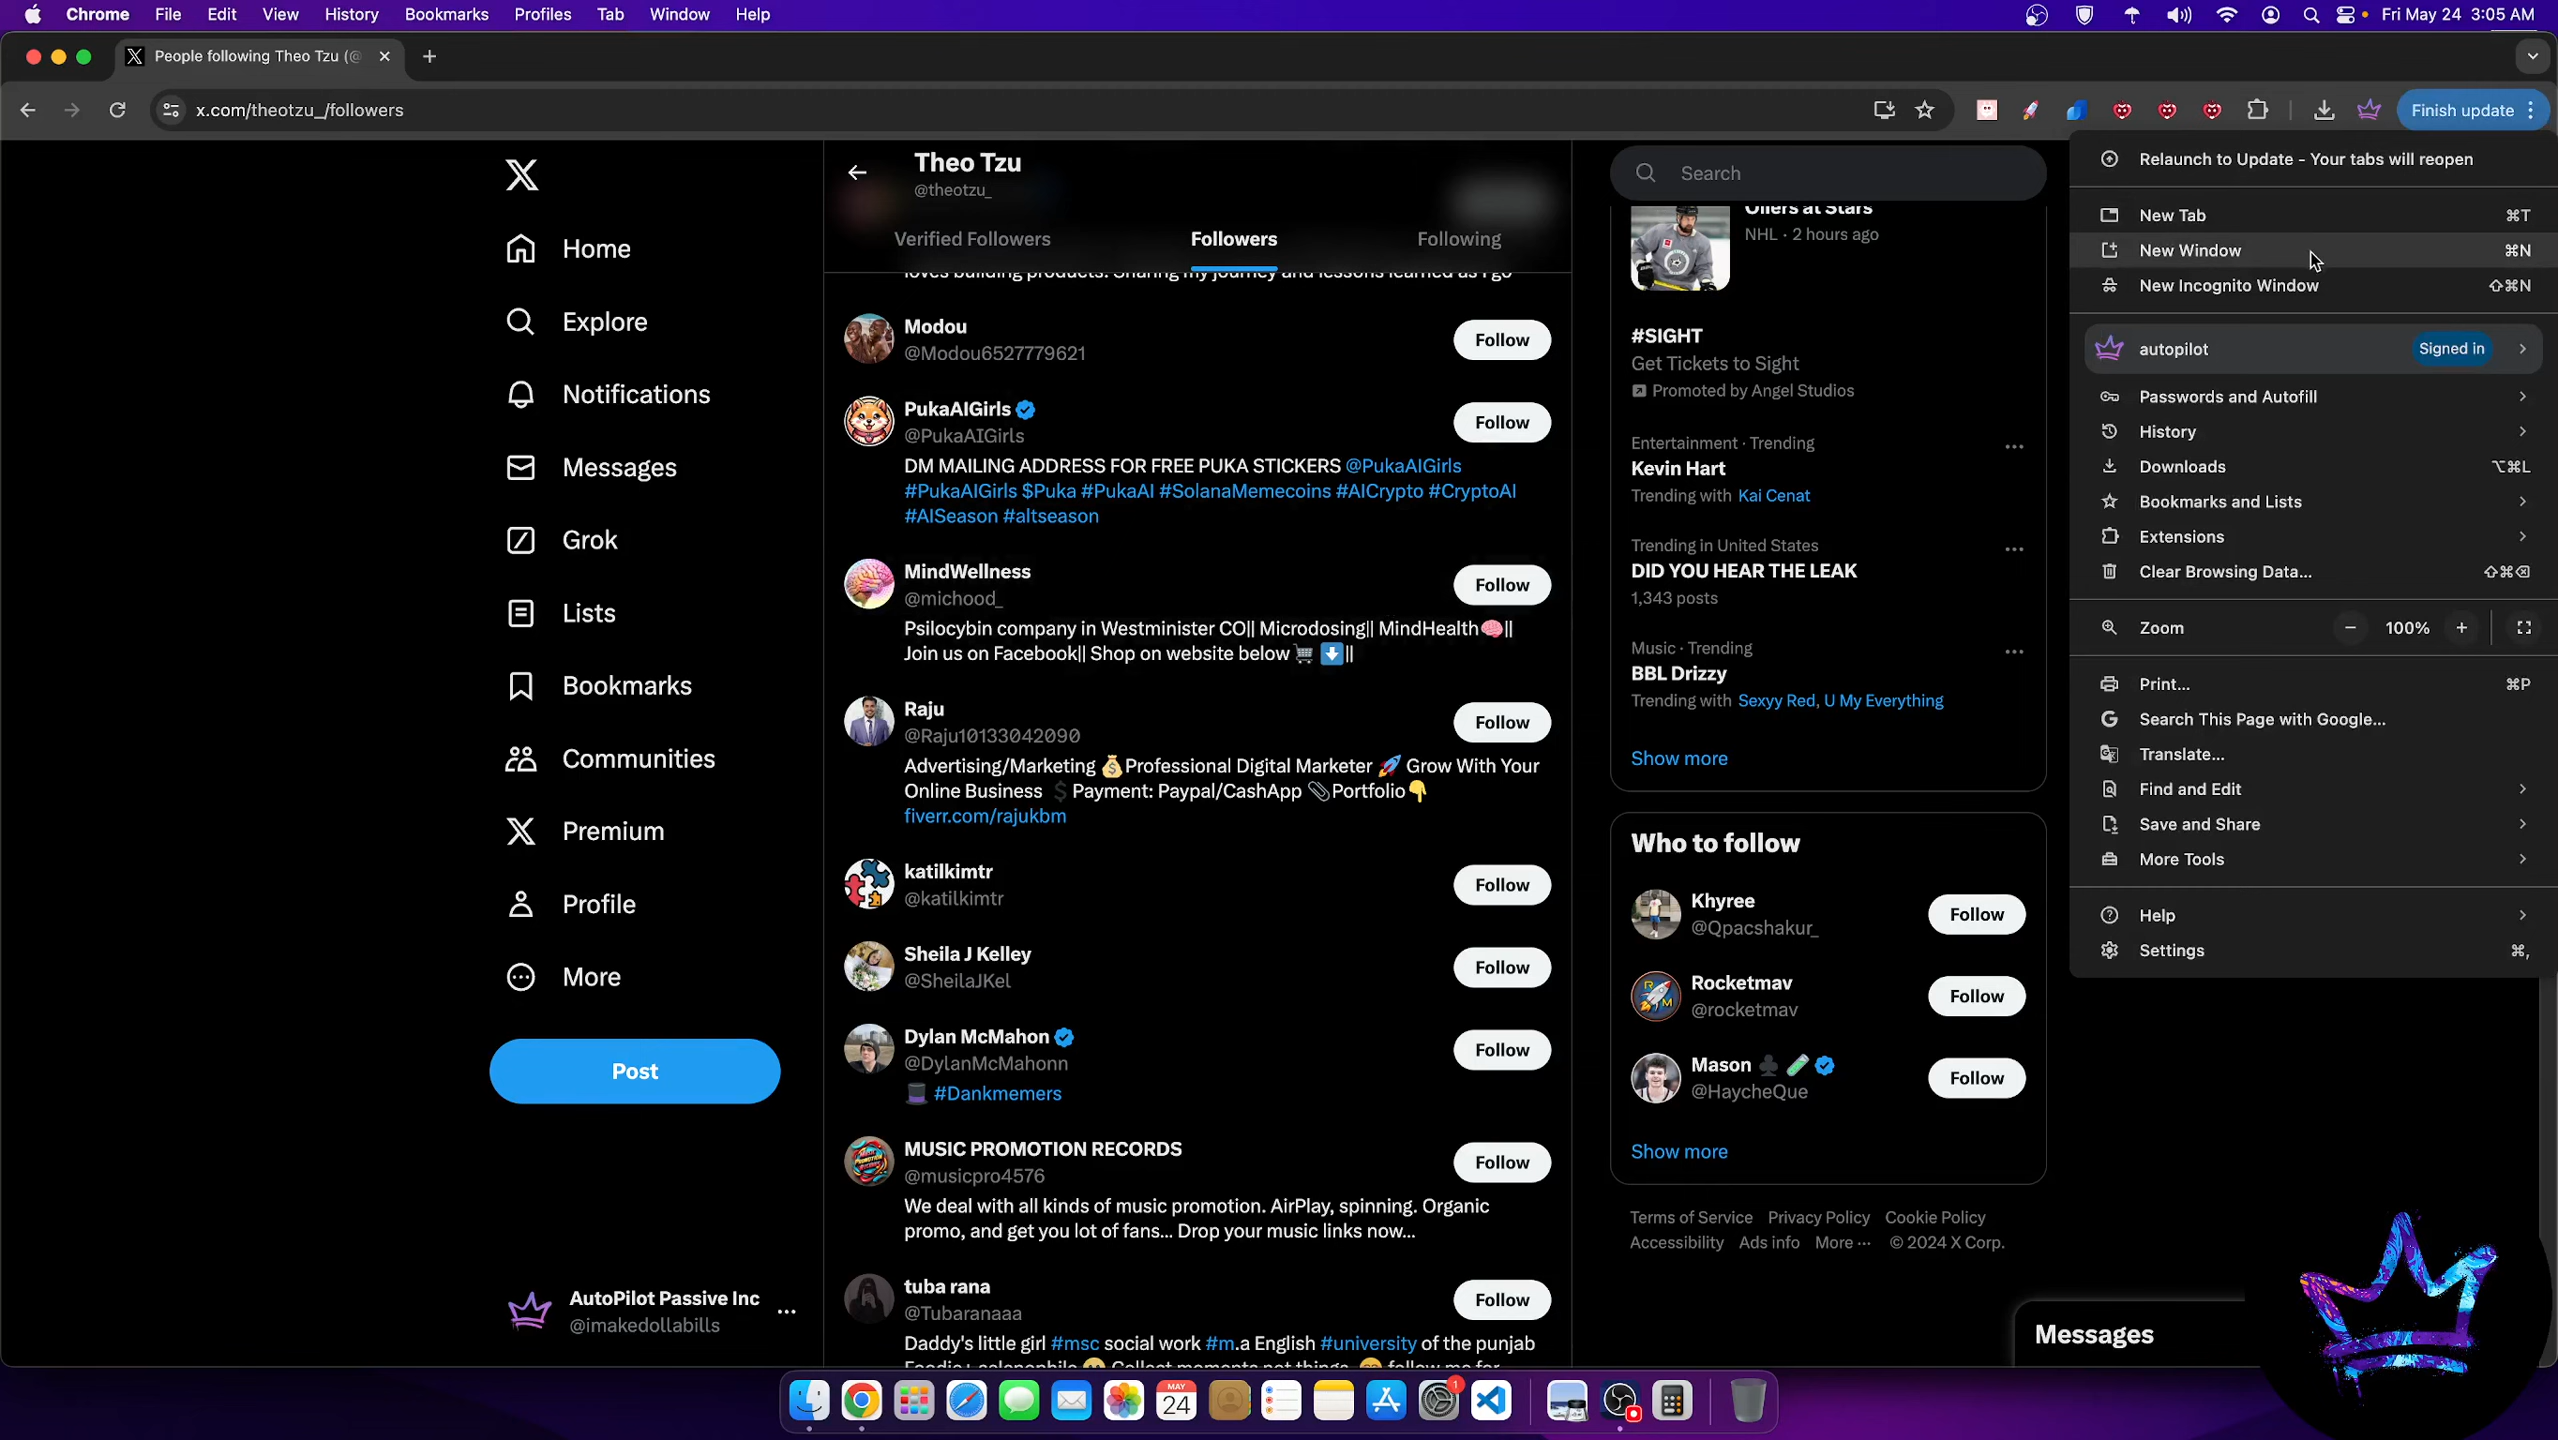 Chrome File Edit View History Bookmarks Profiles Tab Window Help
Fri May 24 3:05 AM
People following Theo Tzu (@
x.com/theotzu_/followers
Finish update
Home
Explore
Notifications
Messages
Grok
Lists
Bookmarks
Communities
Premium
Profile
More
Post
AutoPilot Passive Inc
@imakedollabills
Theo Tzu
@theotzu_
Verified Followers Followers Following
loves building products. Sharing my journey and lessons learned as I go
Modou
@Modou6527779621
Follow
PukaAIGirls
@PukaAIGirls
Follow
DM MAILING ADDRESS FOR FREE PUKA STICKERS @PukaAIGirls
#PukaAIGirls $Puka #PukaAI #SolanaMemecoins #AICrypto #CryptoAI
#AISeason #altseason
MindWellness
@michood_
Follow
Psilocybin company in Westminister CO|| Microdosing|| MindHealth🧠||
Join us on Facebook|| Shop on website below 🛒 ⬇️||
Raju
@Raju10133042090
Follow
Advertising/Marketing 💰Professional Digital Marketer 🚀 Grow With Your
Online Business 💲Payment: Paypal/CashApp 📎Portfolio👇
fiverr.com/rajukbm
katilkimtr
@katilkimtr
Follow
Sheila J Kelley
@SheilaJKel
Follow
Dylan McMahon
@DylanMcMahonn
Follow
🎩 #Dankmemers
MUSIC PROMOTION RECORDS
@musicpro4576
Follow
We deal with all kinds of music promotion. AirPlay, spinning. Organic
promo, and get you lot of fans... Drop your music links now...
tuba rana
@Tubaranaaa
Follow
Daddy's little girl #msc social work #m.a English #university of the punjab
Search
Oilers at Stars
NHL · 2 hours ago
#SIGHT
Get Tickets to Sight
Promoted by Angel Studios
Entertainment · Trending
Kevin Hart
Trending with Kai Cenat
Trending in United States
DID YOU HEAR THE LEAK
1,343 posts
Music · Trending
BBL Drizzy
Trending with Sexyy Red, U My Everything
Show more
Who to follow
Khyree
@Qpacshakur_
Follow
Rocketmav
@rocketmav
Follow
Mason ♣️ 🧪
@HaycheQue
Follow
Show more
Terms of Service Privacy Policy Cookie Policy
Accessibility Ads info More ··· © 2024 X Corp.
Messages
Relaunch to Update - Your tabs will reopen
New Tab ⌘T
New Window ⌘N
New Incognito Window ⇧⌘N
autopilot Signed in
Passwords and Autofill
History
Downloads ⌥⌘L
Bookmarks and Lists
Extensions
Clear Browsing Data... ⇧⌘⌫
Zoom − 100% +
Print... ⌘P
Search This Page with Google...
Translate...
Find and Edit
Save and Share
More Tools
Help
Settings ⌘,
MAY
24
1